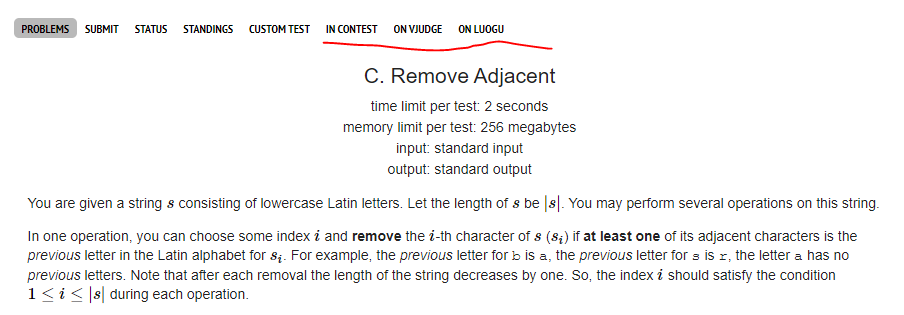 PROBLEMS SUBMIT STATUS STANDINGS CUSTOM TEST IN CONTEST ON VJUDGE ON LUOGU
C. Remove Adjacent
time limit per test: 2 seconds
memory limit per test: 256 megabytes
input: standard input
output: standard output
You are given a string s consisting of lowercase Latin letters. Let the length of s be |s|. You may perform several operations on this string.
In one operation, you can choose some index i and remove the i-th character of s (s_i) if at least one of its adjacent characters is the
previous letter in the Latin alphabet for s_i. For example, the previous letter for b is a, the previous letter for s is r, the letter a has no
previous letters. Note that after each removal the length of the string decreases by one. So, the index i should satisfy the condition
1 ≤ i ≤ |s| during each operation.